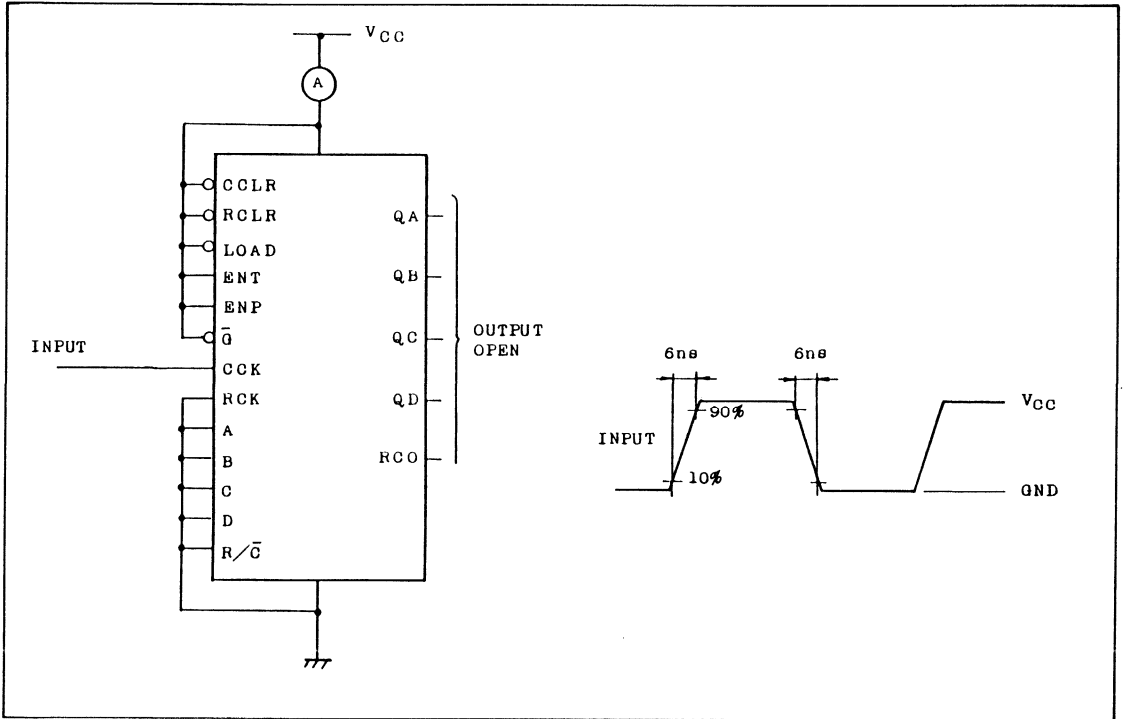 VCC
A
CCLR
RCLR
LOAD
ENT
ENP
G̅
CCK
RCK
A
B
C
D
R/C̅
QA
QB
QC
QD
RCO
OUTPUT
OPEN
INPUT
6ns
6ns
90%
10%
INPUT
VCC
GND